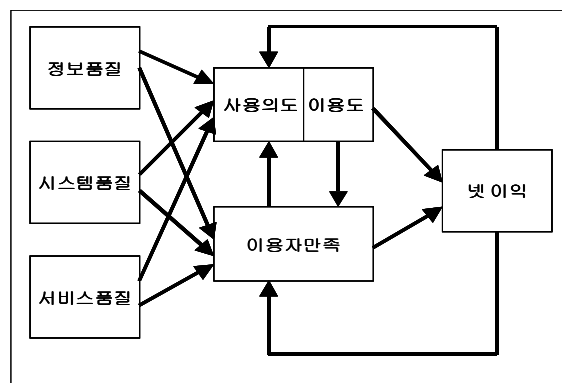 정보품질
시스템품질
서비스품질
사용의도
이용도
이용자만족
넷 이익